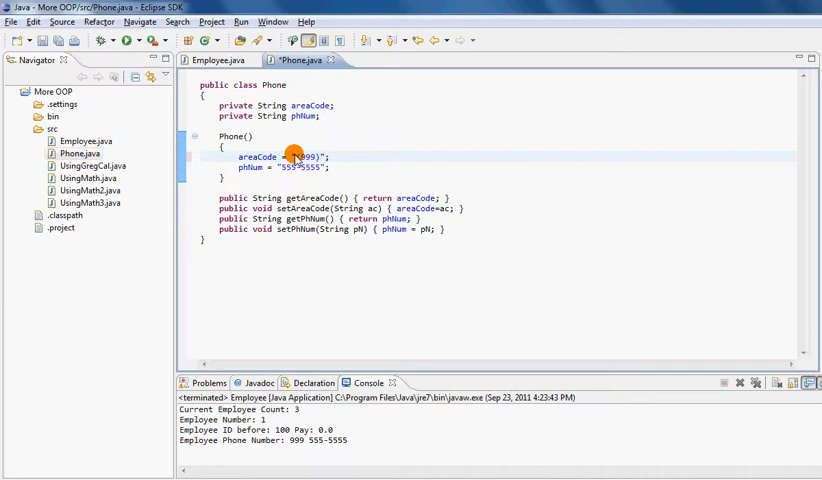 Java - More OOP/src/Phone.java - Eclipse SDK
File Edit Source Refactor Navigate Search Project Run Window Help
Navigator
Employee.java *Phone.java
More OOP
.settings
bin
src
Employee.java
Phone.java
UsingGregCal.java
UsingMath.java
UsingMath2.java
UsingMath3.java
.classpath
.project
public class Phone
{
private String areaCode;
private String phNum;
Phone()
{
areaCode = "(999)";
phNum = "555-5555";
}
public String getAreaCode() { return areaCode; }
public void setAreaCode(String ac) { areaCode=ac; }
public String getPhNum() { return phNum; }
public void setPhNum(String pN) { phNum = pN; }
}
Problems Javadoc Declaration Console
<terminated> Employee [Java Application] C:\Program Files\Java\jre7\bin\javaw.exe (Sep 23, 2011 4:23:43 PM)
Current Employee Count: 3
Employee Number: 1
Employee ID before: 100 Pay: 0.0
Employee Phone Number: 999 555-5555